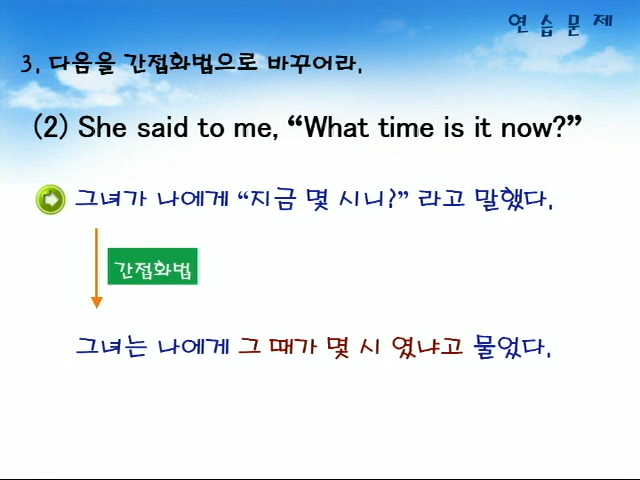 연 습 문 제
3. 다음을 간접화법으로 바꾸어라.
(2) She said to me, “What time is it now?”
그녀가 나에게 “지금 몇 시니?” 라고 말했다.
간접화법
그녀는 나에게 그 때가 몇 시 였냐고 물었다.